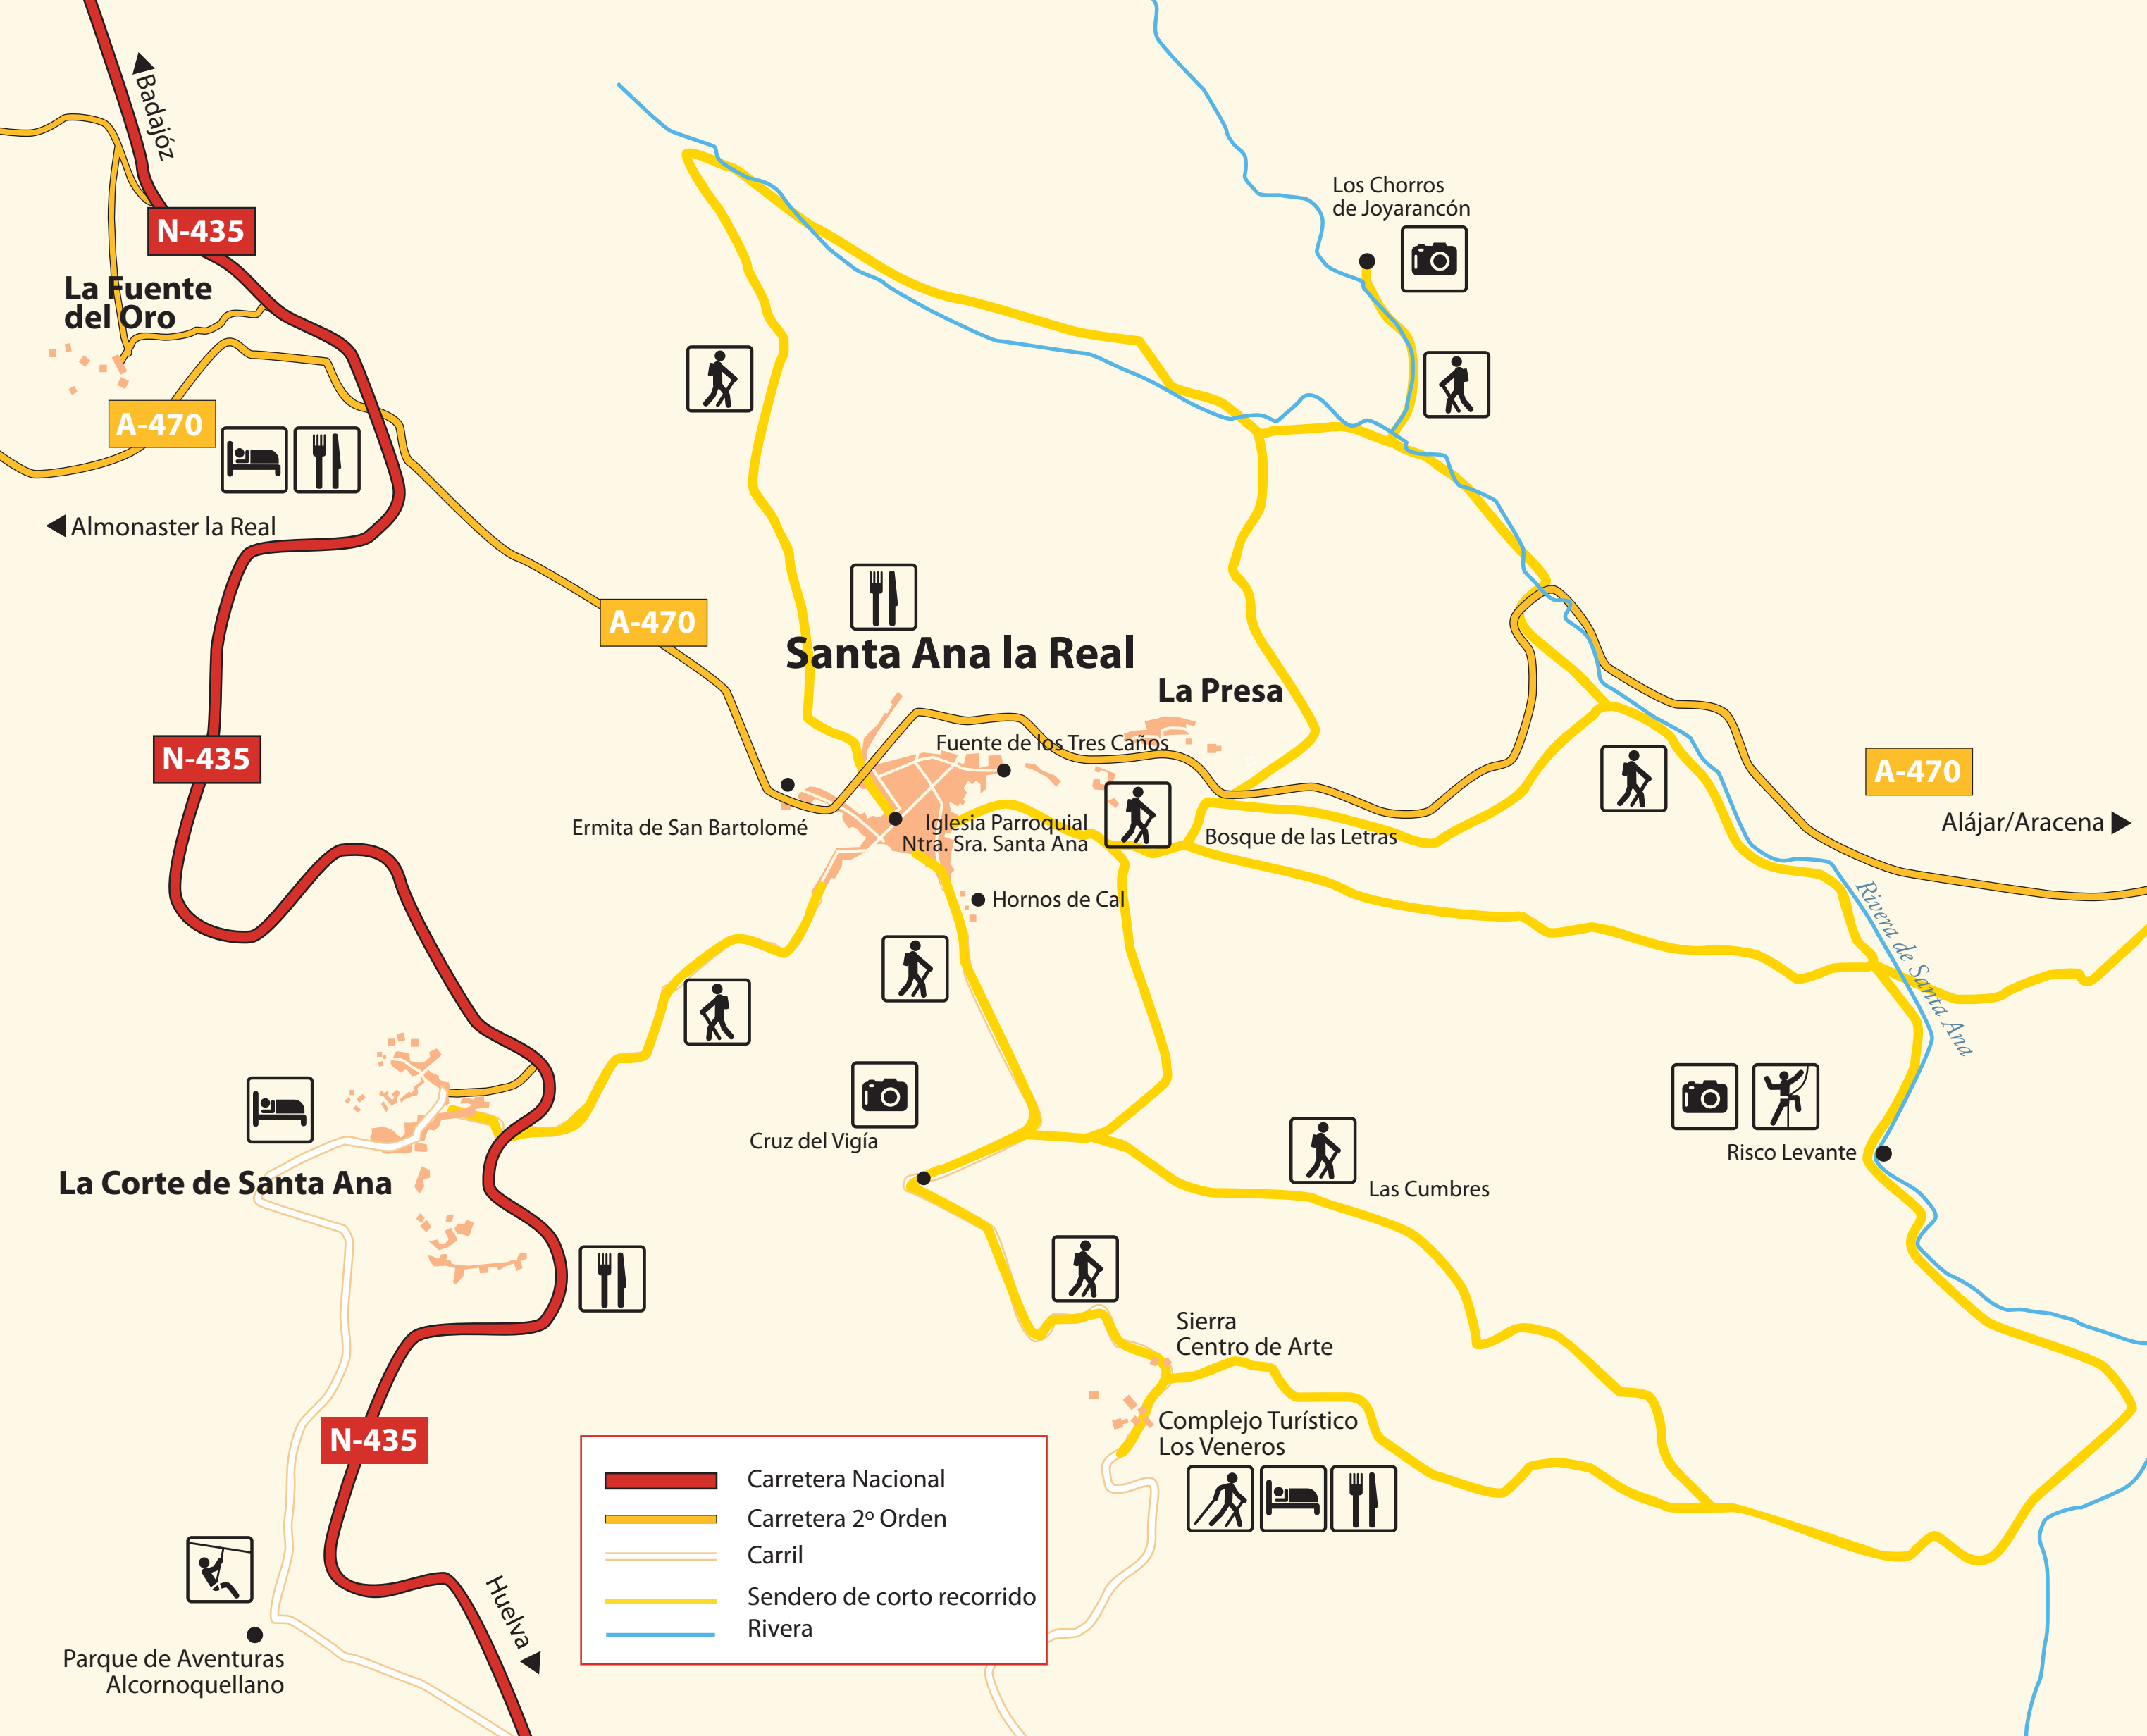 Badajóz
N-435
La Fuente
del Oro
A-470
Almonaster la Real
Los Chorros
de Joyarancón
A-470
Santa Ana la Real
La Presa
Fuente de los Tres Caños
N-435
A-470
Alájar/Aracena
Ermita de San Bartolomé
Iglesia Parroquial
Ntra. Sra. Santa Ana
Bosque de las Letras
Hornos de Cal
Rivera de Santa Ana
Cruz del Vigía
Risco Levante
La Corte de Santa Ana
Las Cumbres
Sierra
Centro de Arte
Complejo Turístico
Los Veneros
N-435
Carretera Nacional
Carretera 2º Orden
Carril
Sendero de corto recorrido
Rivera
Huelva
Parque de Aventuras
Alcornoquellano